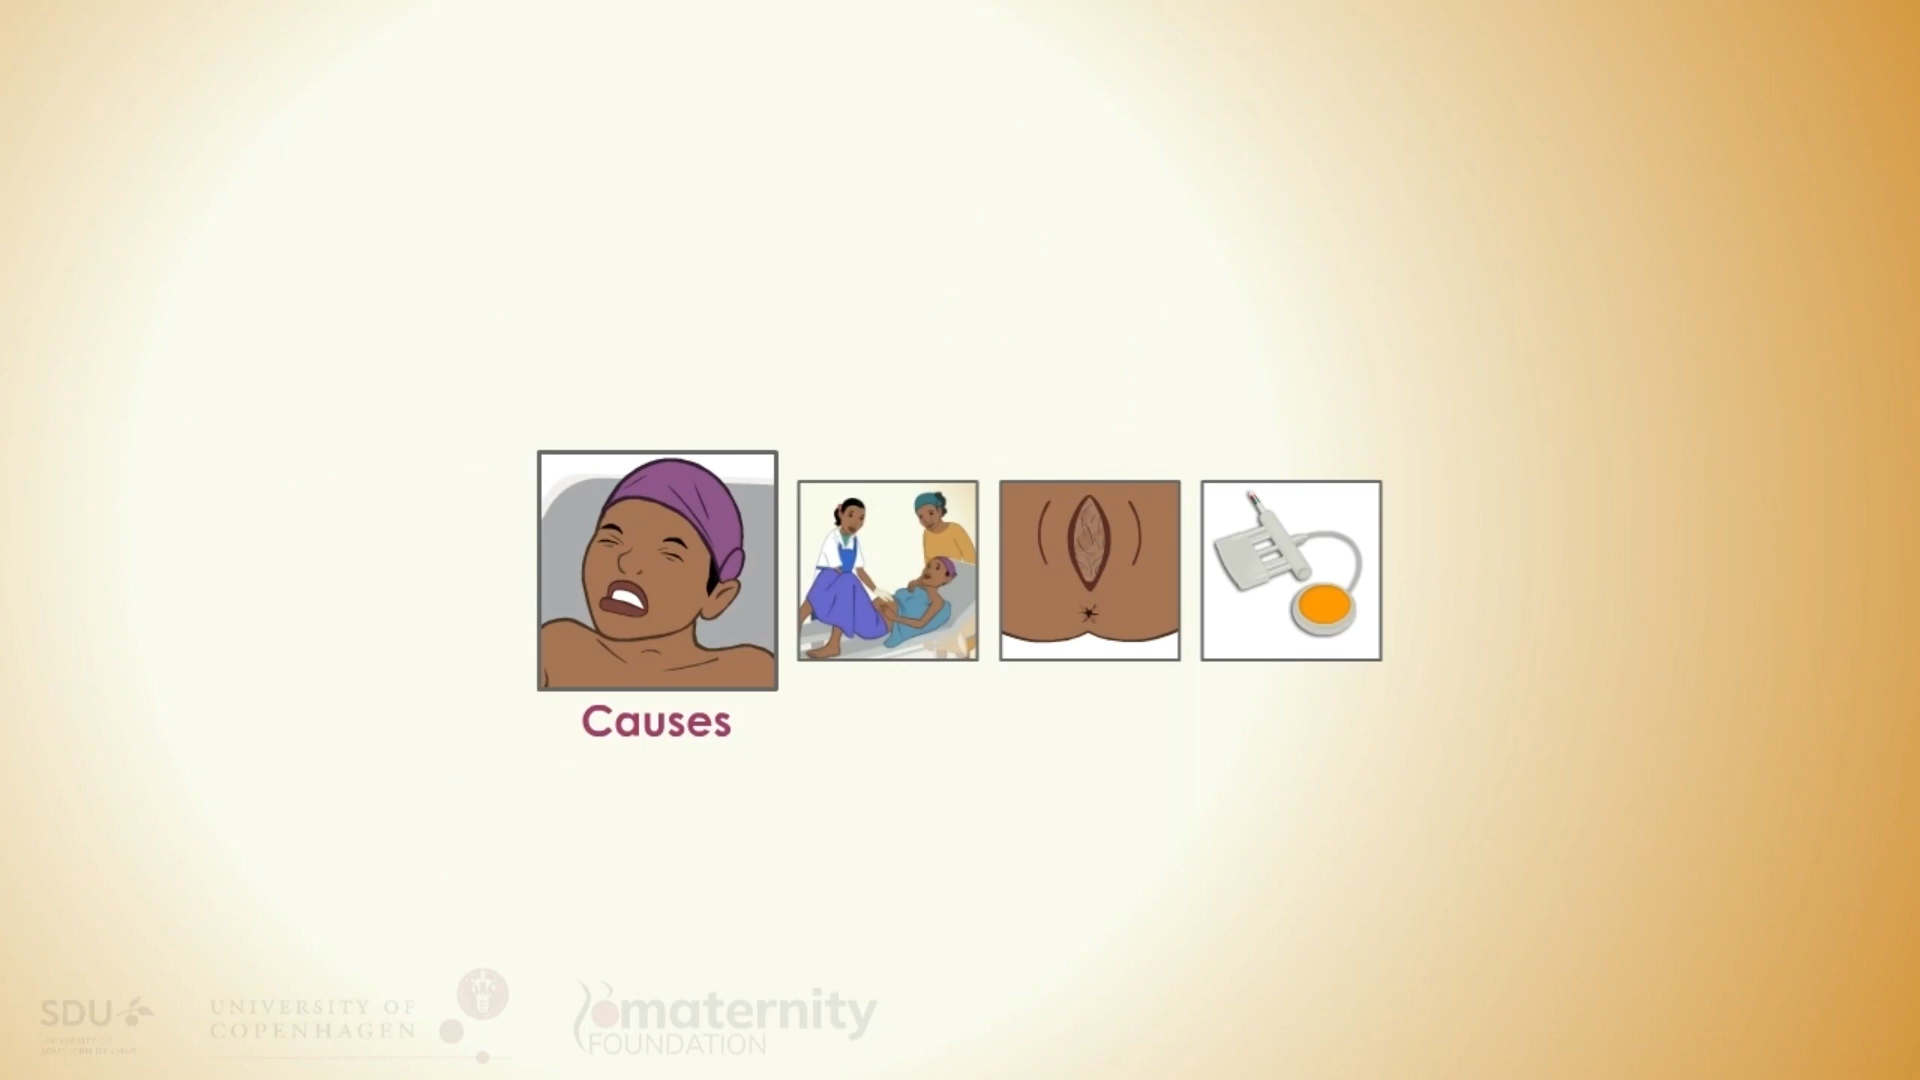 Causes
SDU
UNIVERSITY OF
COPENHAGEN
maternity
FOUNDATION